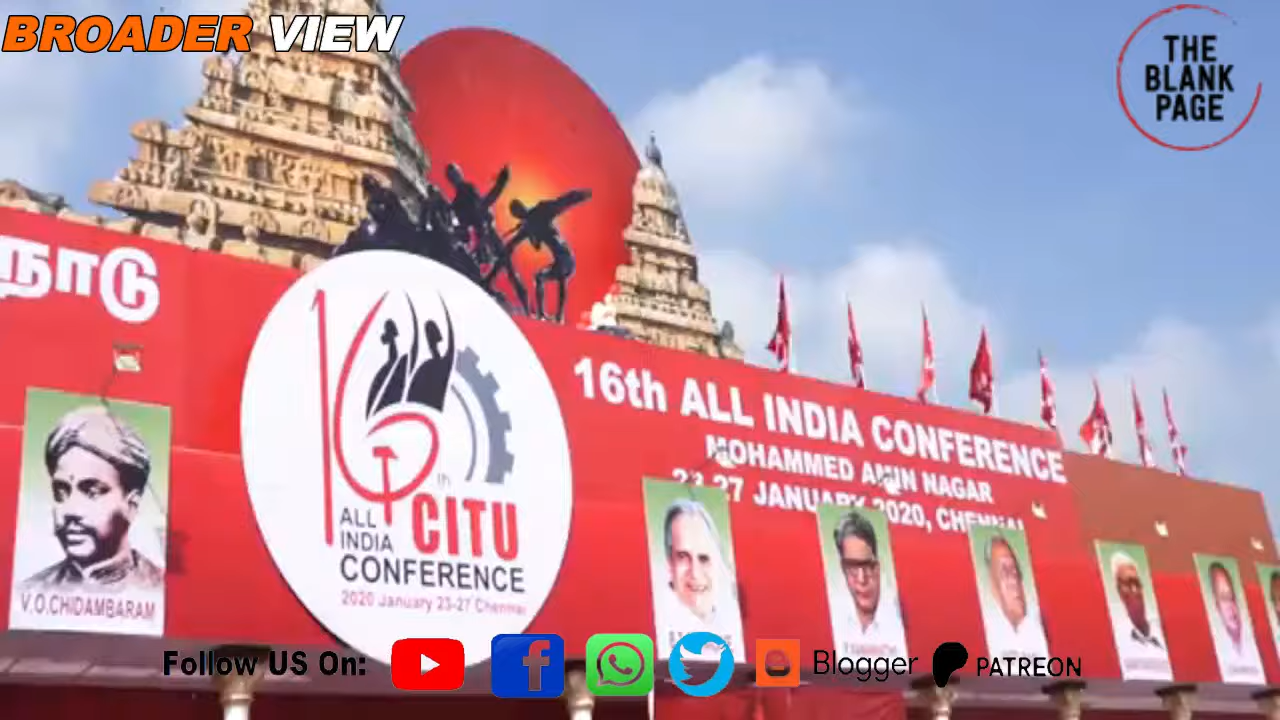 BROADER VIEW
THE
BLANK
PAGE
நாடு
16th ALL INDIA CONFERENCE
MOHAMMED AMIN NAGAR
23-27 JANUARY 2020, CHENNAI
16th
ALL
INDIA
CITU
CONFERENCE
2020 January 23-27 Chennai
V.O.CHIDAMBARAM
Follow US On:
Blogger
PATREON